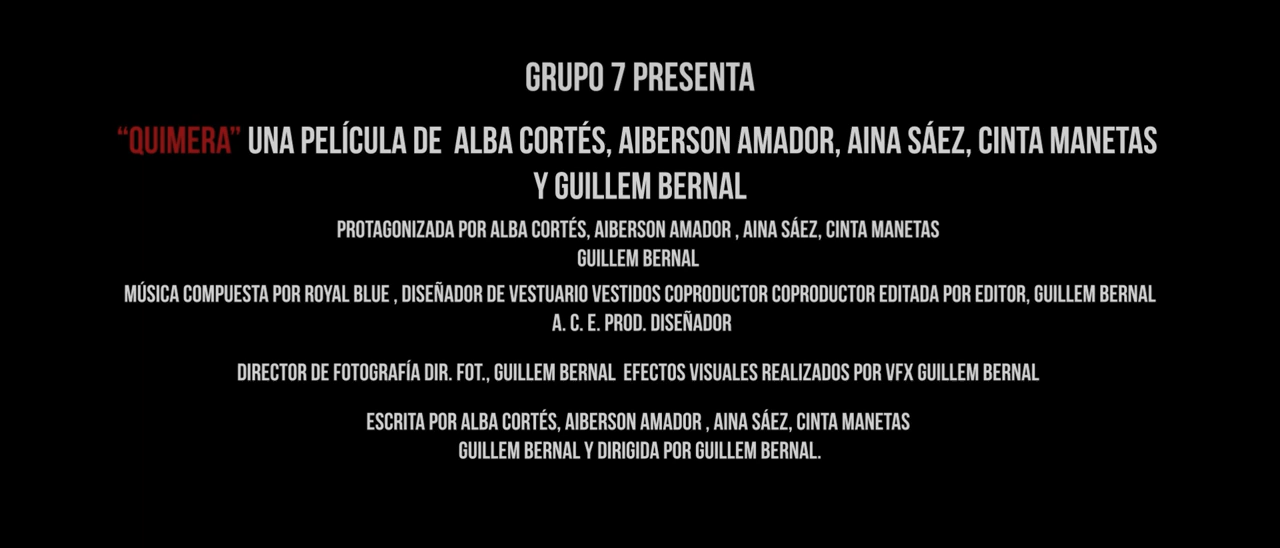 GRUPO 7 PRESENTA
“QUIMERA” UNA PELÍCULA DE  ALBA CORTÉS, AIBERSON AMADOR, AINA SÁEZ, CINTA MANETAS
Y GUILLEM BERNAL
PROTAGONIZADA POR ALBA CORTÉS, AIBERSON AMADOR , AINA SÁEZ, CINTA MANETAS
GUILLEM BERNAL
MÚSICA COMPUESTA POR ROYAL BLUE , DISEÑADOR DE VESTUARIO VESTIDOS COPRODUCTOR COPRODUCTOR EDITADA POR EDITOR, GUILLEM BERNAL
A. C. E. PROD. DISEÑADOR
DIRECTOR DE FOTOGRAFÍA DIR. FOT., GUILLEM BERNAL  EFECTOS VISUALES REALIZADOS POR VFX GUILLEM BERNAL
ESCRITA POR ALBA CORTÉS, AIBERSON AMADOR , AINA SÁEZ, CINTA MANETAS
GUILLEM BERNAL Y DIRIGIDA POR GUILLEM BERNAL.